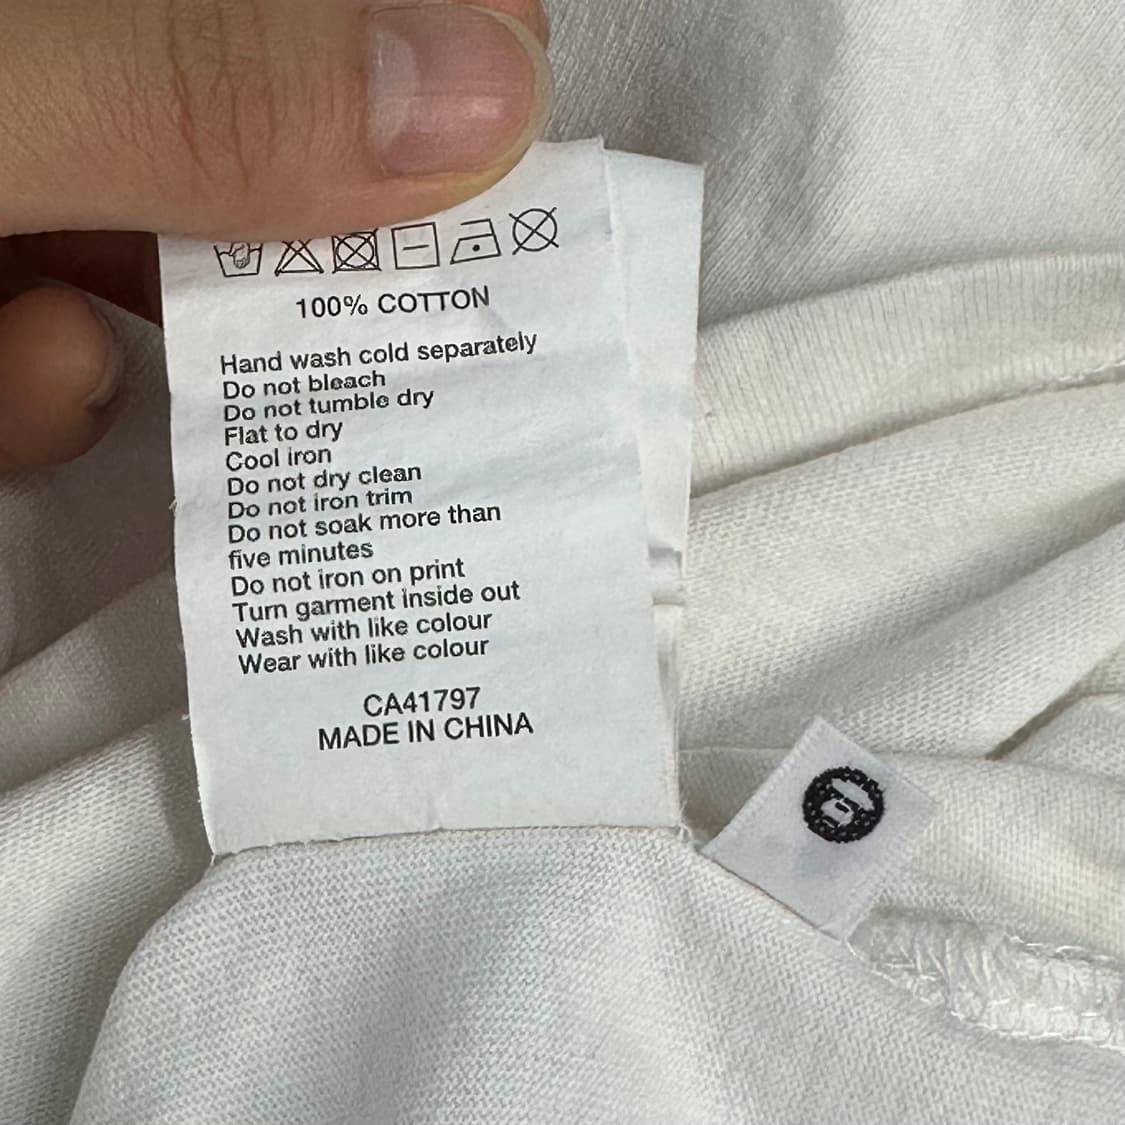 100% COTTON
Hand wash cold separately
Do not bleach
Do not tumble dry
Flat to dry
Cool iron
Do not dry clean
Do not iron trim
Do not soak more than
five minutes
Do not iron on print
Turn garment inside out
Wash with like colour
Wear with like colour
CA41797
MADE IN CHINA